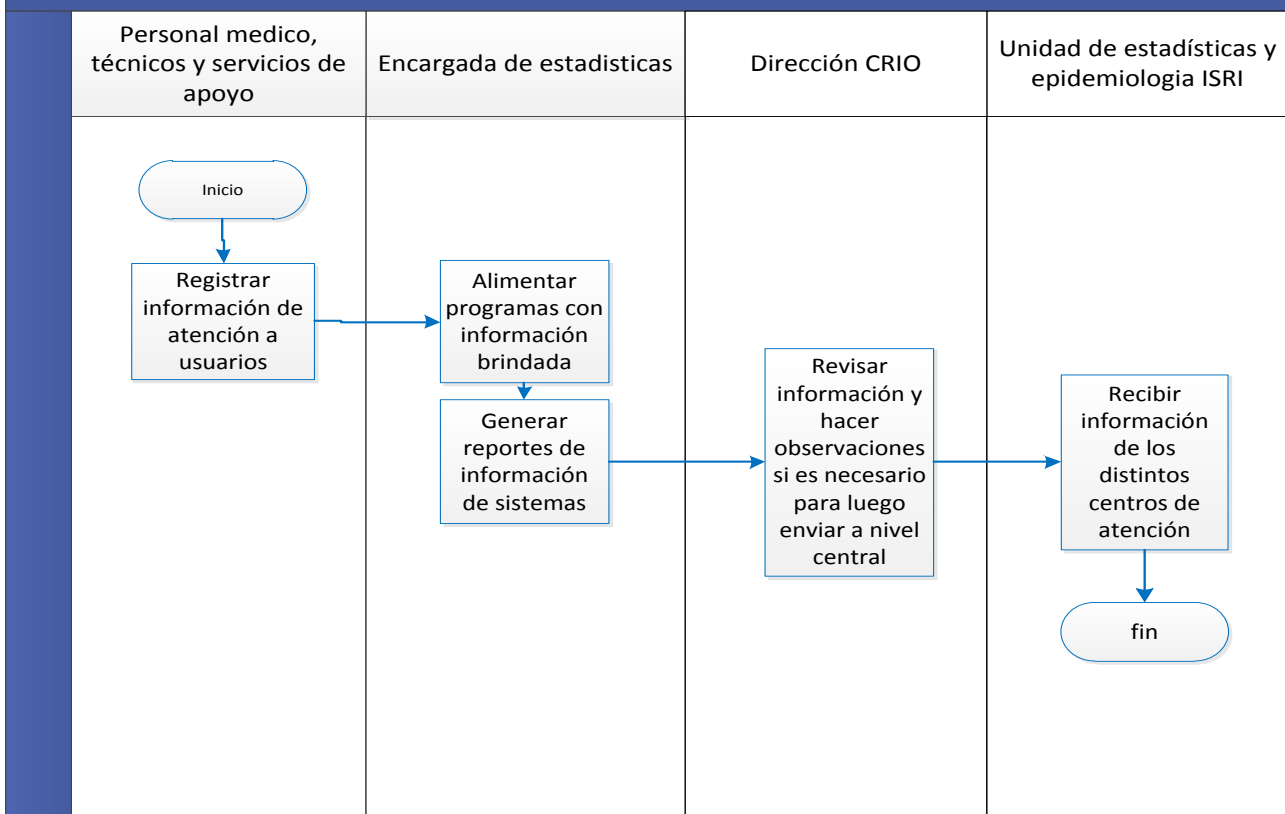 Personal medico,
técnicos y servicios de
apoyo
Encargada de estadisticas
Dirección CRIO
Unidad de estadísticas y
epidemiologia ISRI
Inicio
Registrar
información de
atención a
usuarios
Alimentar
programas con
información
brindada
Generar
reportes de
información
de sistemas
Revisar
información y
hacer
observaciones
si es necesario
para luego
enviar a nivel
central
Recibir
información
de los
distintos
centros de
atención
fin